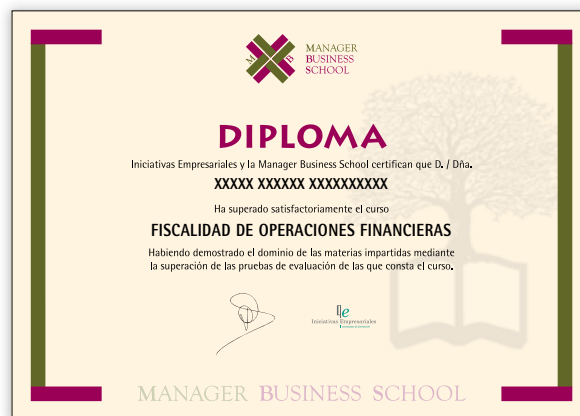 M B
MANAGER
BUSINESS
SCHOOL
DIPLOMA
Iniciativas Empresariales y la Manager Business School certifican que D. / Dña.
XXXXX XXXXXX XXXXXXXXXX
Ha superado satisfactoriamente el curso
FISCALIDAD DE OPERACIONES FINANCIERAS
Habiendo demostrado el dominio de las materias impartidas mediante
la superación de las pruebas de evaluación de las que consta el curso.
Ie
Iniciativas Empresariales
MANAGER BUSINESS SCHOOL